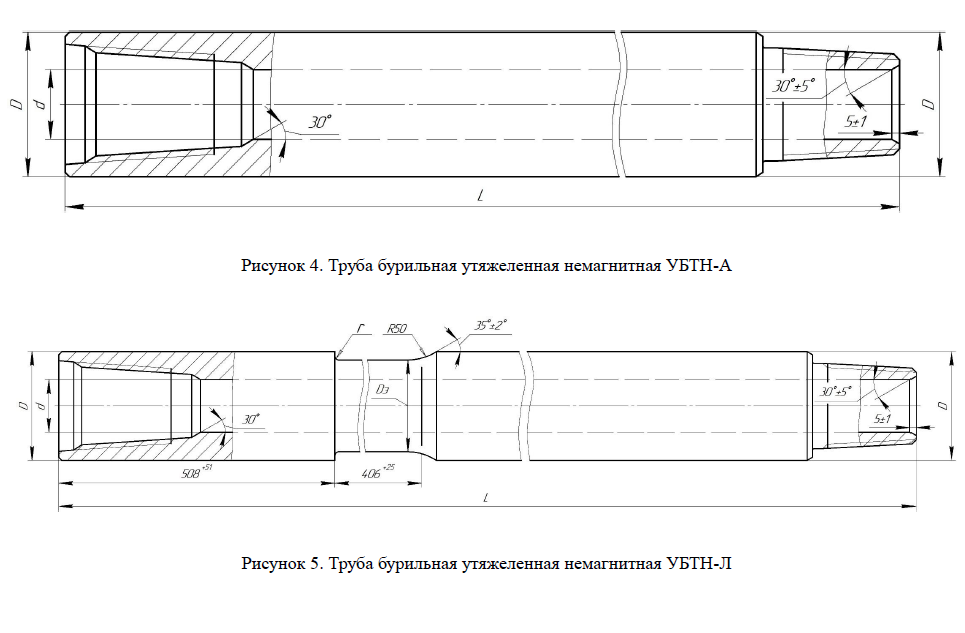 D
d
30°
30°±5°
5±1
D
L
Рисунок 4. Труба бурильная утяжеленная немагнитная УБТН-А
r
R50
35°±2°
D
d
30°
Dэ
30°±5°
5±1
D
508⁺⁵¹
406⁺²⁵
L
Рисунок 5. Труба бурильная утяжеленная немагнитная УБТН-Л